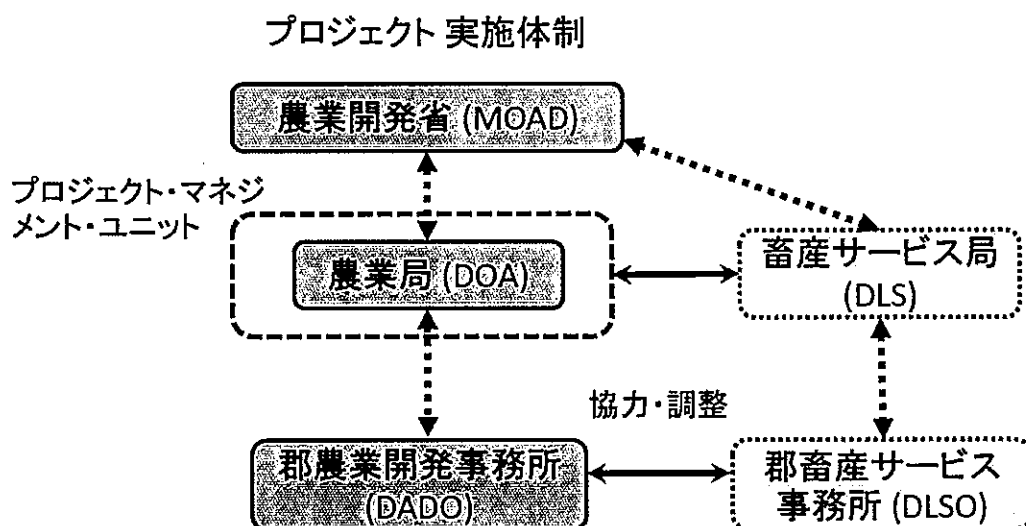 プロジェクト 実施体制
農業開発省 (MOAD)
プロジェクト・マネジ
メント・ユニット
農業局 (DOA)
畜産サービス局
(DLS)
協力・調整
郡農業開発事務所
(DADO)
郡畜産サービス
事務所 (DLSO)